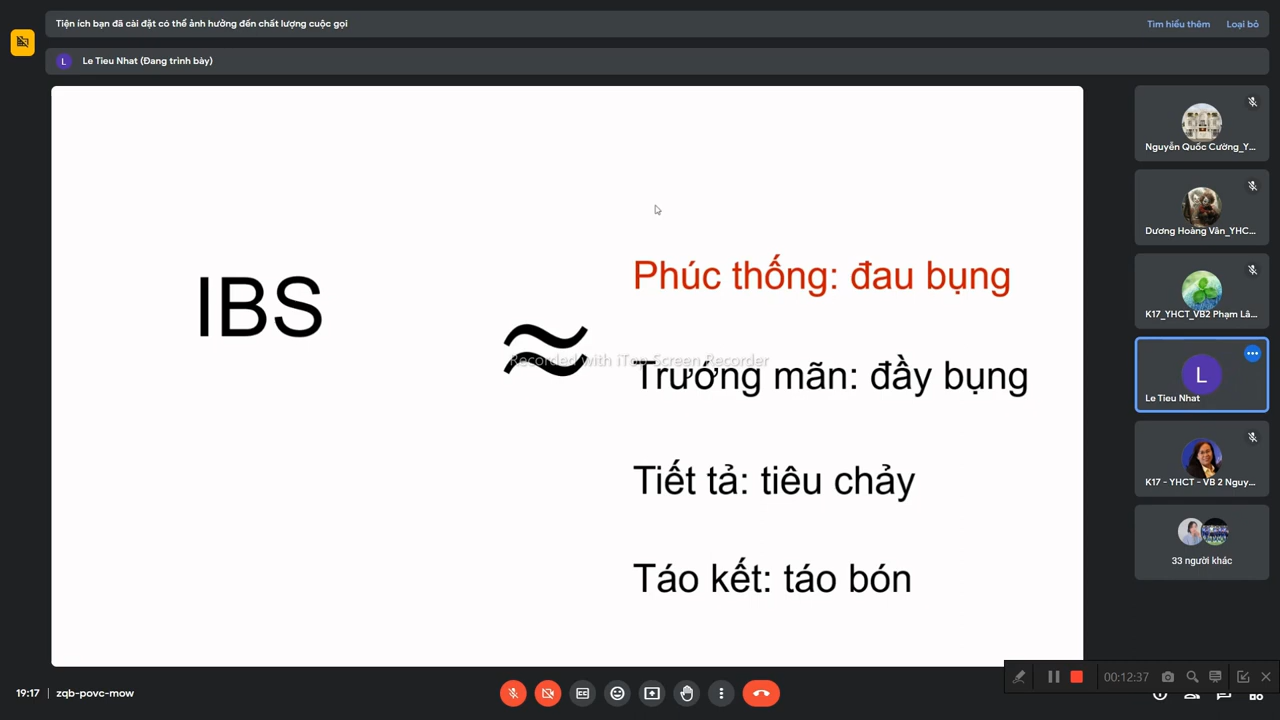 Tiện ích bạn đã cài đặt có thể ảnh hưởng đến chất lượng cuộc gọi
Tìm hiểu thêm
Loại bỏ
L
Le Tieu Nhat (Đang trình bày)
IBS
≈
Phúc thống: đau bụng
Trướng mãn: đầy bụng
Tiết tả: tiêu chảy
Táo kết: táo bón
Recorded with iTop Screen Recorder
Nguyễn Quốc Cường_Y...
Dương Hoàng Vân_YHC...
K17_YHCT_VB2 Phạm Lâ...
L
Le Tieu Nhat
K17 - YHCT - VB 2 Nguy...
33 người khác
19:17
zqb-povc-mow
00:12:37